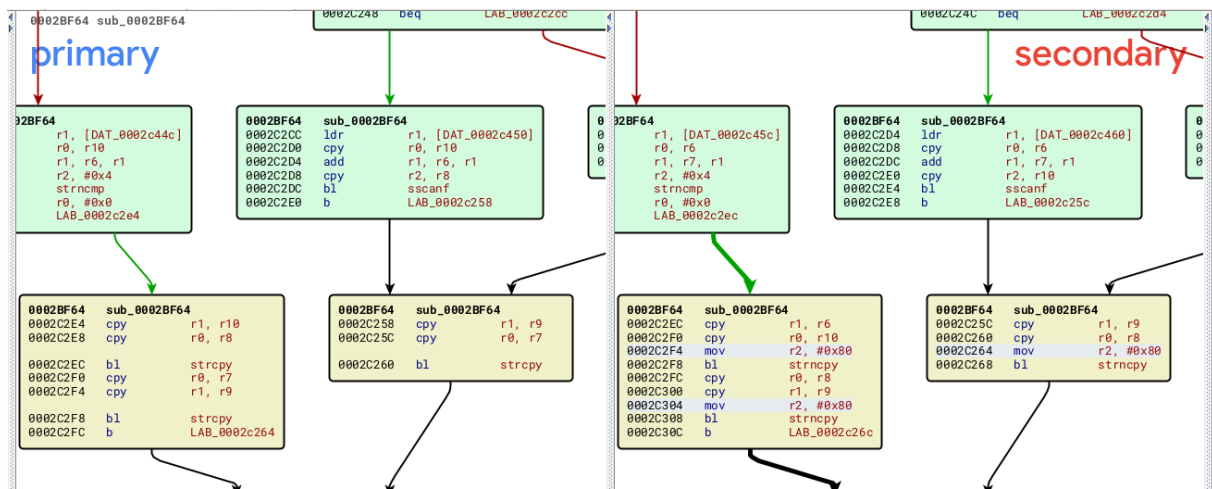 0002BF64 sub_0002BF64
primary
0002C248 beq LAB_0002c2cc
r1, [DAT_0002c44c]
r0, r10
r1, r6, r1
r2, #0x4
strncmp
r0, #0x0
LAB_0002c2e4
0002BF64 sub_0002BF64
0002C2CC ldr r1, [DAT_0002c450]
0002C2D0 cpy r0, r10
0002C2D4 add r1, r6, r1
0002C2D8 cpy r2, r8
0002C2DC bl sscanf
0002C2E0 b LAB_0002c258
0002BF64 sub_0002BF64
0002C2E4 cpy r1, r10
0002C2E8 cpy r0, r8
0002C2EC bl strcpy
0002C2F0 cpy r0, r7
0002C2F4 cpy r1, r9
0002C2F8 bl strcpy
0002C2FC b LAB_0002c264
0002BF64 sub_0002BF64
0002C258 cpy r1, r9
0002C25C cpy r0, r7
0002C260 bl strcpy
secondary
0002C24C beq LAB_0002c2d4
r1, [DAT_0002c45c]
r0, r6
r1, r7, r1
r2, #0x4
strncmp
r0, #0x0
LAB_0002c2ec
0002BF64 sub_0002BF64
0002C2D4 ldr r1, [DAT_0002c460]
0002C2D8 cpy r0, r6
0002C2DC add r1, r7, r1
0002C2E0 cpy r2, r10
0002C2E4 bl sscanf
0002C2E8 b LAB_0002c25c
0002BF64 sub_0002BF64
0002C2EC cpy r1, r6
0002C2F0 cpy r0, r10
0002C2F4 mov r2, #0x80
0002C2F8 bl strncpy
0002C2FC cpy r0, r8
0002C300 cpy r1, r9
0002C304 mov r2, #0x80
0002C308 bl strncpy
0002C30C b LAB_0002c26c
0002BF64 sub_0002BF64
0002C25C cpy r1, r9
0002C260 cpy r0, r8
0002C264 mov r2, #0x80
0002C268 bl strncpy